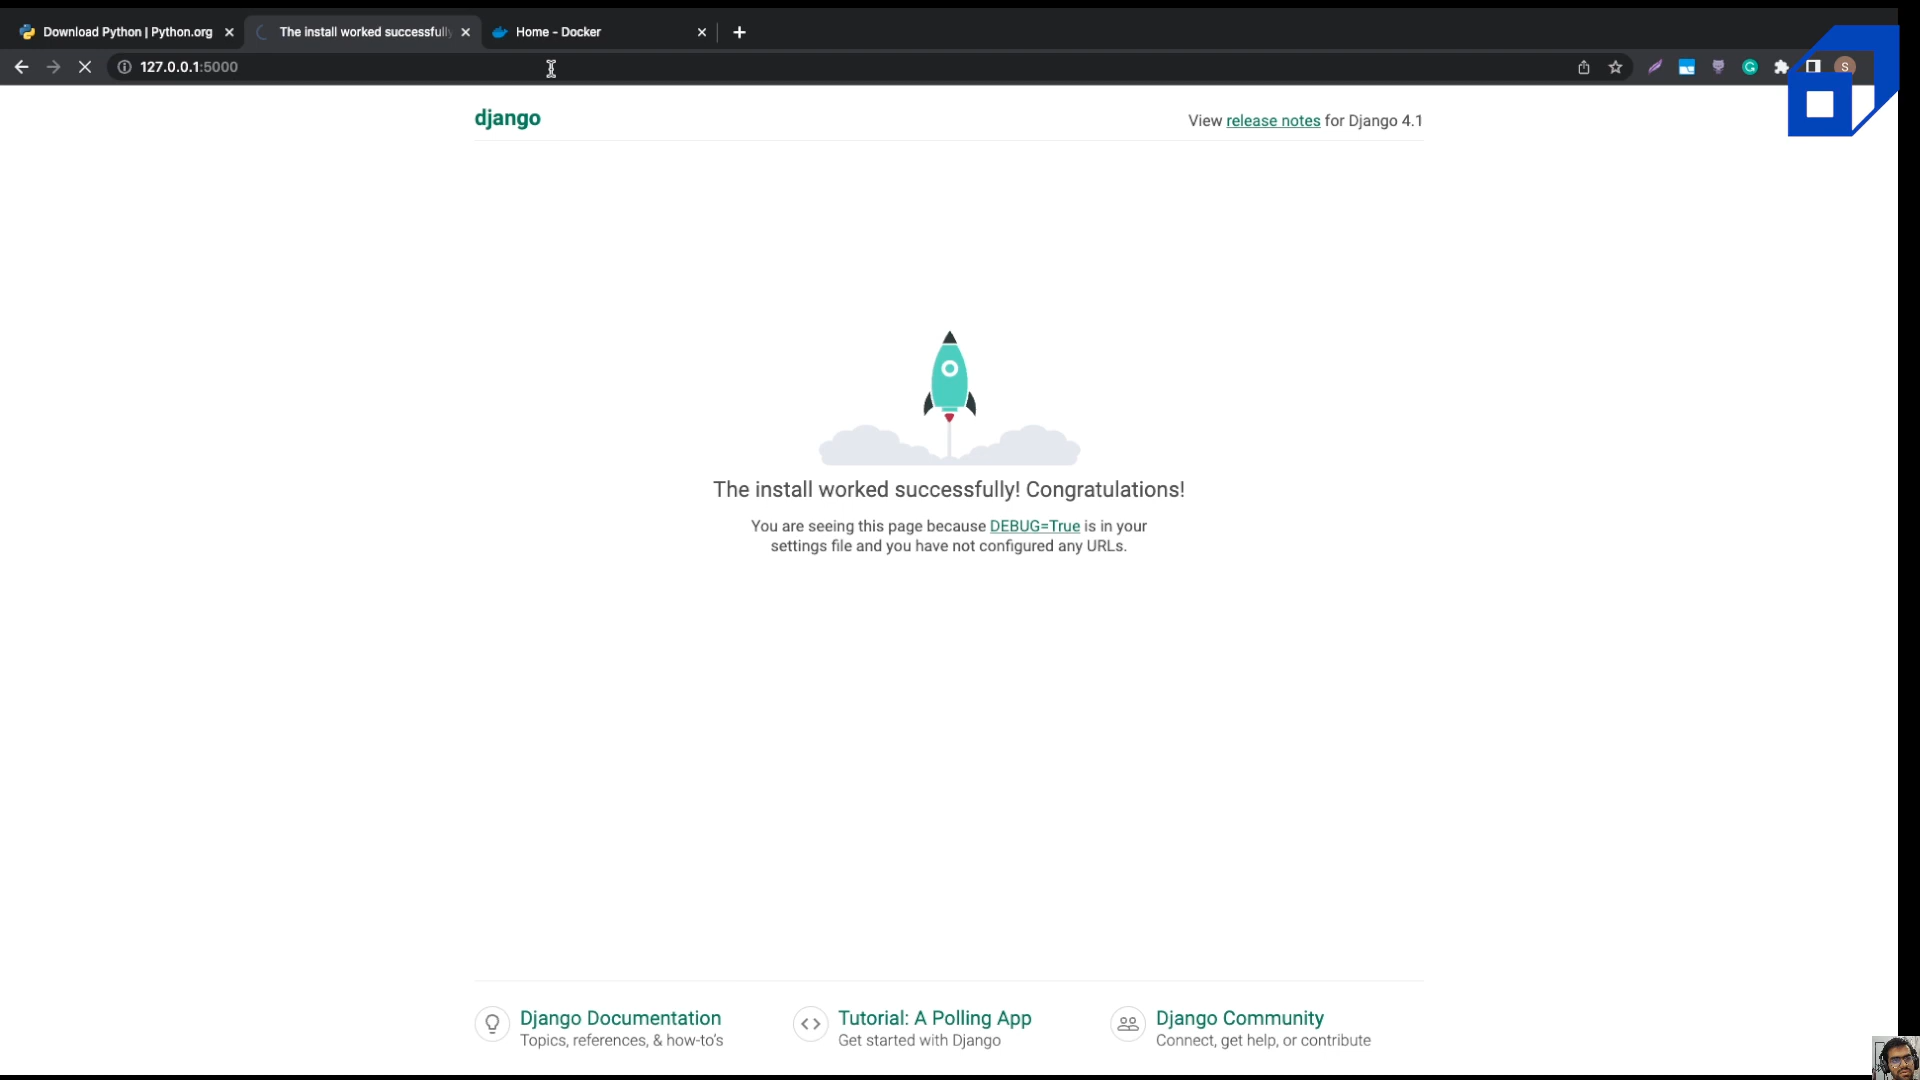 Download Python | Python.org
The install worked successfully
Home - Docker
127.0.0.1:5000
S
django
View release notes for Django 4.1
The install worked successfully! Congratulations!
You are seeing this page because DEBUG=True is in your
settings file and you have not configured any URLs.
Django Documentation
Topics, references, & how-to's
Tutorial: A Polling App
Get started with Django
Django Community
Connect, get help, or contribute